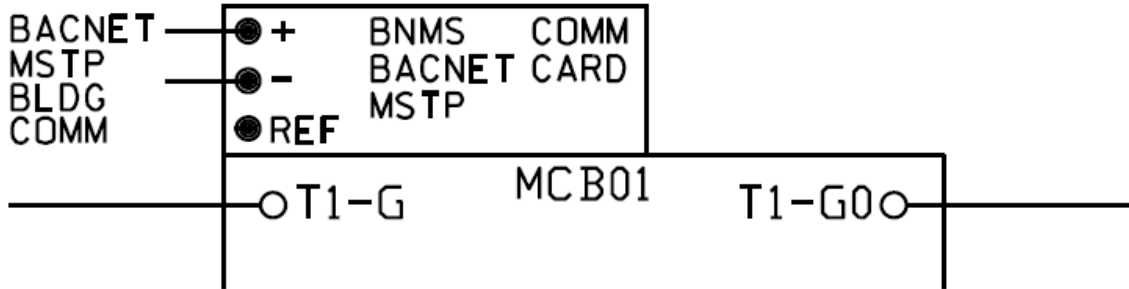 BACNET
MSTP
BLDG
COMM
+
-
REF
BNMS COMM
BACNET CARD
MSTP
MCB01
T1-G
T1-G0